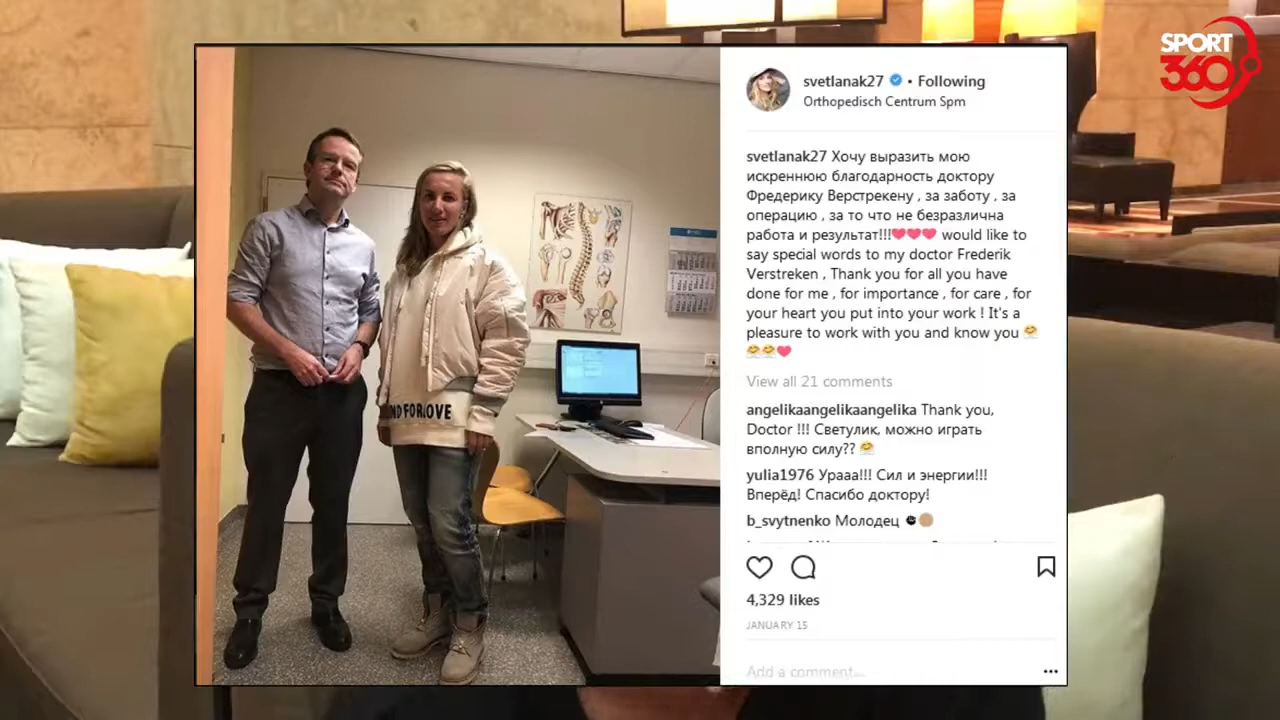 SPORT
360
svetlanak27 • Following
Orthopedisch Centrum Spm
svetlanak27 Хочу выразить мою
искреннюю благодарность доктору
Фредерику Верстрекену , за заботу , за
операцию , за то что не безразлична
работа и результат!!!❤❤❤ would like to
say special words to my doctor Frederik
Verstreken , Thank you for all you have
done for me , for importance , for care , for
your heart you put into your work ! It's a
pleasure to work with you and know you
View all 21 comments
angelikaangelikaangelika Thank you,
Doctor !!! Светулик, можно играть
вполную силу??
yulia1976 Урааа!!! Сил и энергии!!!
Вперёд! Спасибо доктору!
b_svytnenko Молодец
4,329 likes
JANUARY 15
Add a comment...
ND FOR LOVE